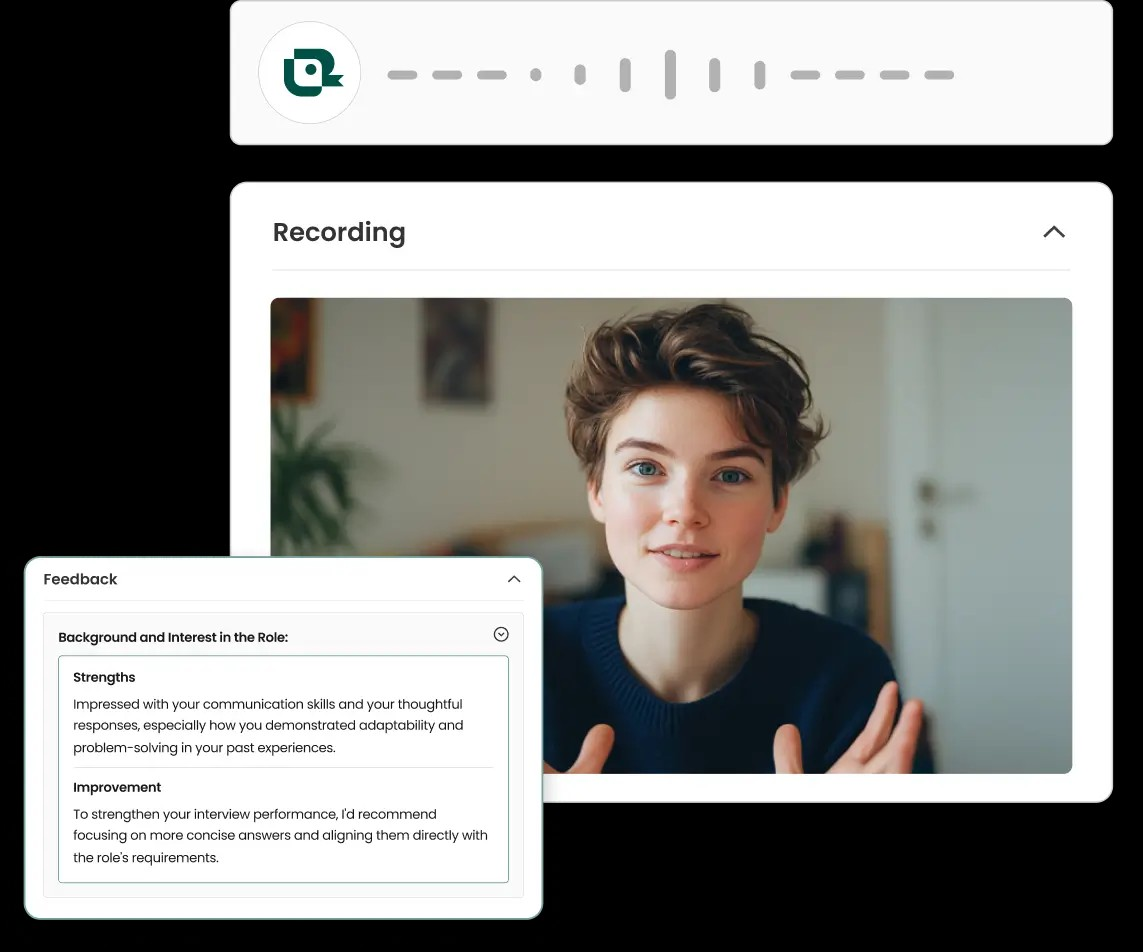 Recording
Feedback
Background and Interest in the Role:
Strengths
Impressed with your communication skills and your thoughtful
responses, especially how you demonstrated adaptability and
problem-solving in your past experiences.
Improvement
To strengthen your interview performance, I'd recommend
focusing on more concise answers and aligning them directly with
the role's requirements.